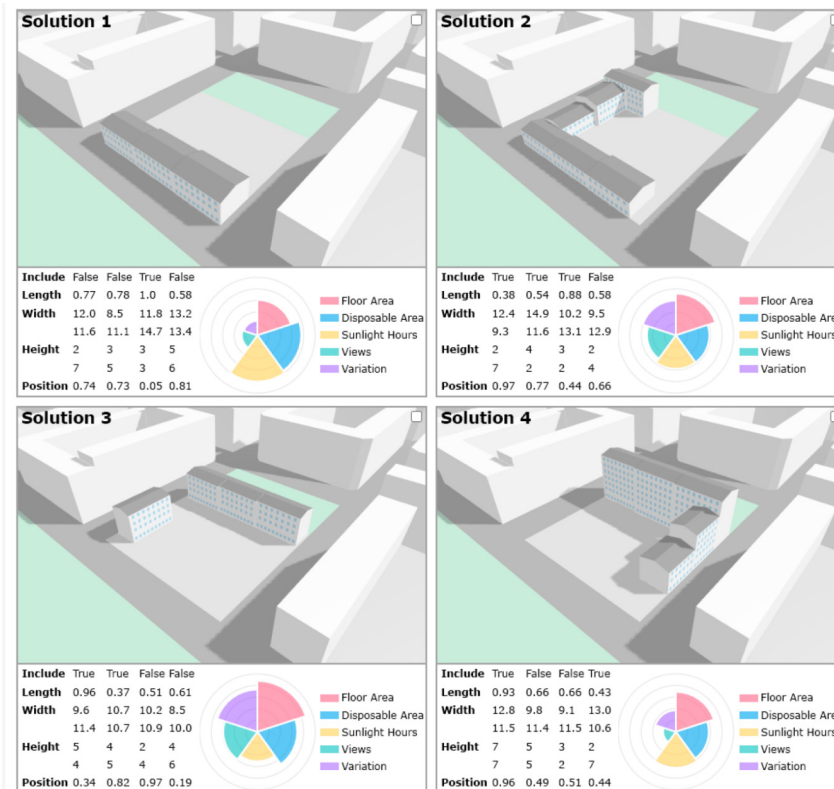 Solution 1
Include False False True False
Length 0.77 0.78 1.0 0.58
Width 12.0 8.5 11.8 13.2
11.6 11.1 14.7 13.4
Height 2 3 3 5
7 5 3 6
Position 0.74 0.73 0.05 0.81
Floor Area
Disposable Area
Sunlight Hours
Views
Variation
Solution 2
Include True True True True
Length 0.38 0.54 0.88 0.58
Width 12.4 14.9 10.2 9.5
9.3 11.6 13.1 12.9
Height 2 4 3 2
7 2 2 4
Position 0.97 0.77 0.44 0.66
Floor Area
Disposable Area
Sunlight Hours
Views
Variation
Solution 3
Include True True False False
Length 0.96 0.37 0.51 0.61
Width 9.6 10.7 10.2 8.5
11.4 10.7 10.9 10.0
Height 5 4 2 4
4 5 4 6
Position 0.34 0.82 0.97 0.19
Floor Area
Disposable Area
Sunlight Hours
Views
Variation
Solution 4
Include True False False True
Length 0.93 0.66 0.66 0.43
Width 12.8 9.8 9.1 13.0
11.5 11.4 11.5 10.6
Height 7 5 3 2
7 5 2 7
Position 0.96 0.49 0.51 0.44
Floor Area
Disposable Area
Sunlight Hours
Views
Variation